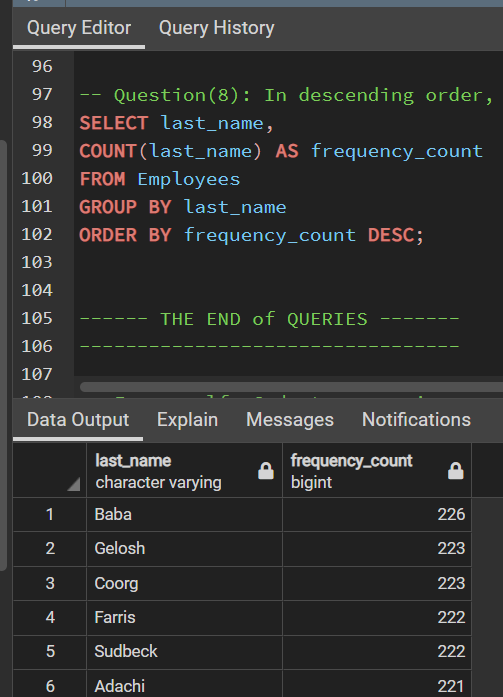 Query Editor Query History
96
97 -- Question(8): In descending order,
98 SELECT last_name,
99 COUNT(last_name) AS frequency_count
100 FROM Employees
101 GROUP BY last_name
102 ORDER BY frequency_count DESC;
103
104
105 ------ THE END of QUERIES -------
106 ---------------------------------
107
Data Output Explain Messages Notifications
last_name frequency_count
character varying bigint
1 Baba 226
2 Gelosh 223
3 Coorg 223
4 Farris 222
5 Sudbeck 222
6 Adachi 221